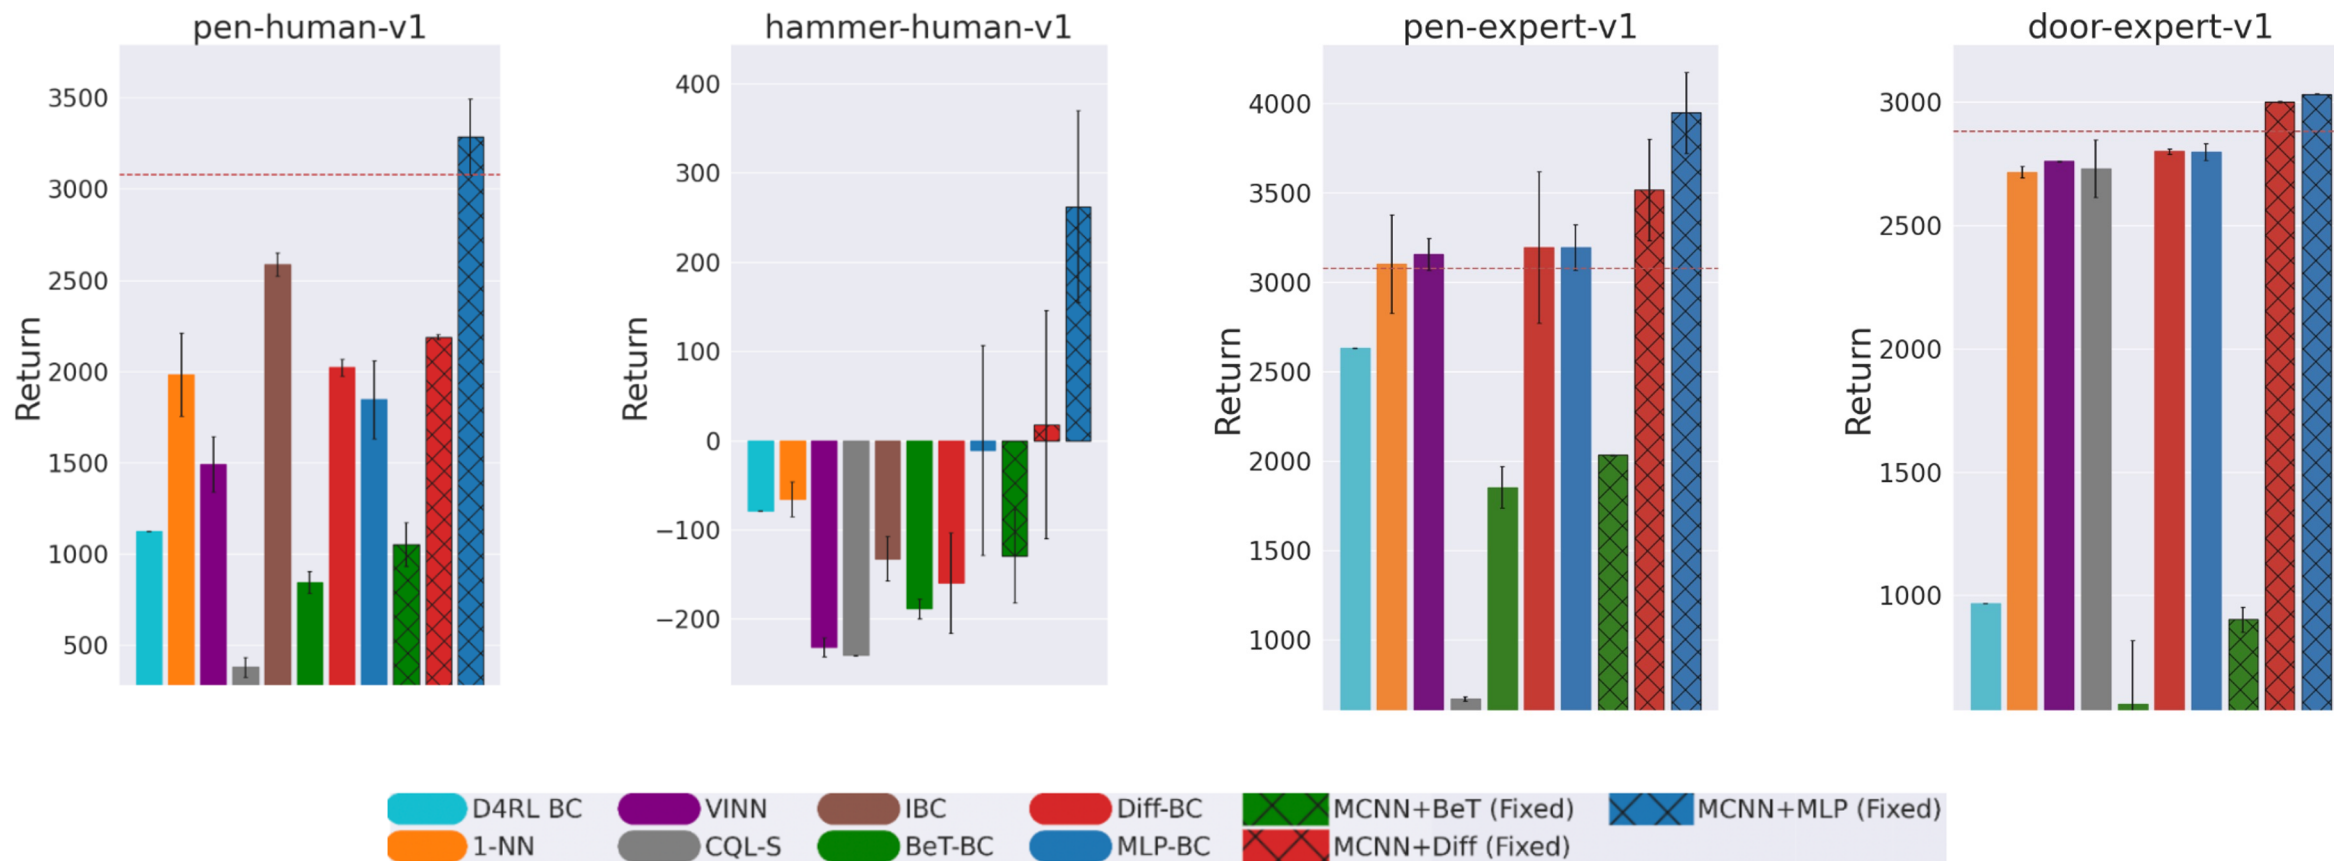 pen-human-v1
Return
3500
3000
2500
2000
1500
1000
500
hammer-human-v1
Return
400
300
200
100
0
−100
−200
pen-expert-v1
Return
4000
3500
3000
2500
2000
1500
1000
door-expert-v1
Return
3000
2500
2000
1500
1000
D4RL BC VINN IBC Diff-BC MCNN+BeT (Fixed) MCNN+MLP (Fixed)
1-NN CQL-S BeT-BC MLP-BC MCNN+Diff (Fixed)